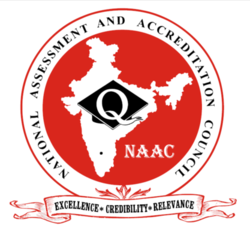 NATIONAL ASSESSMENT AND ACCREDITATION COUNCIL
Q
NAAC
EXCELLENCE * CREDIBILITY * RELEVANCE